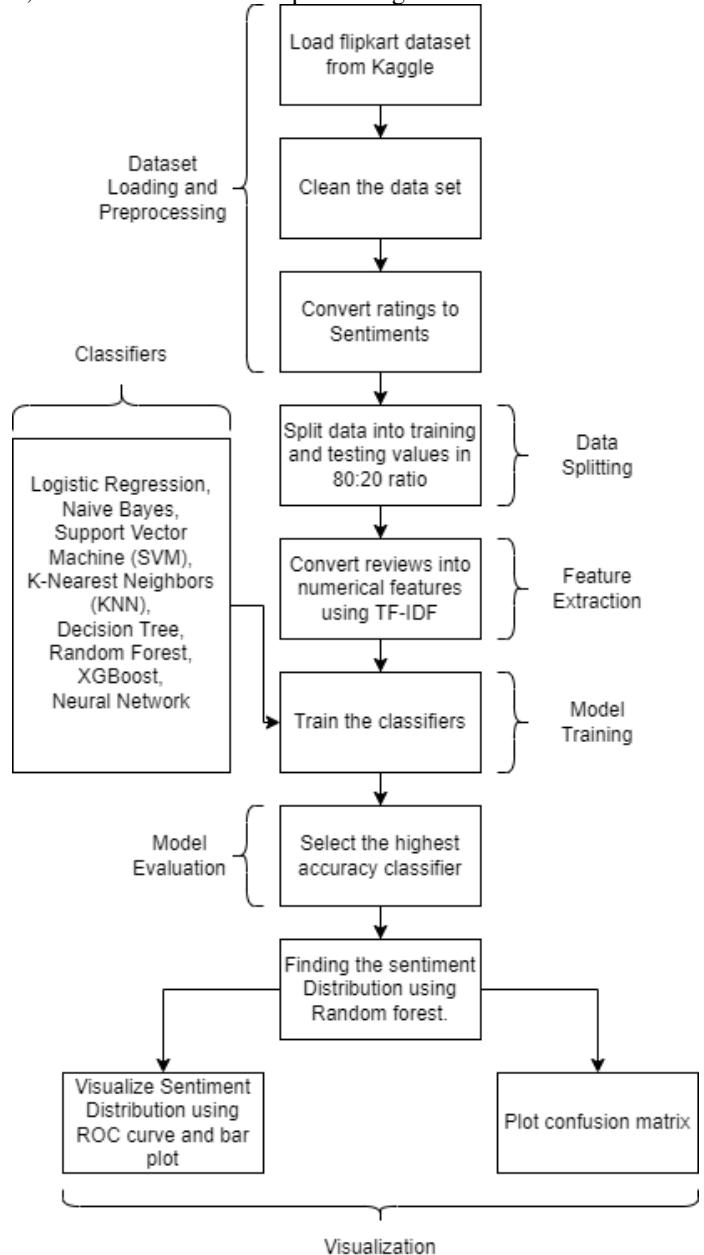 Load flipkart dataset
from Kaggle
Dataset
Loading and
Preprocessing
Clean the data set
Convert ratings to
Sentiments
Classifiers
Split data into training
and testing values in
80:20 ratio
Data
Splitting
Logistic Regression,
Naive Bayes,
Support Vector
Machine (SVM),
K-Nearest Neighbors
(KNN),
Decision Tree,
Random Forest,
XGBoost,
Neural Network
Convert reviews into
numerical features
using TF-IDF
Feature
Extraction
Train the classifiers
Model
Training
Model
Evaluation
Select the highest
accuracy classifier
Finding the sentiment
Distribution using
Random forest.
Visualize Sentiment
Distribution using
ROC curve and bar
plot
Plot confusion matrix
Visualization